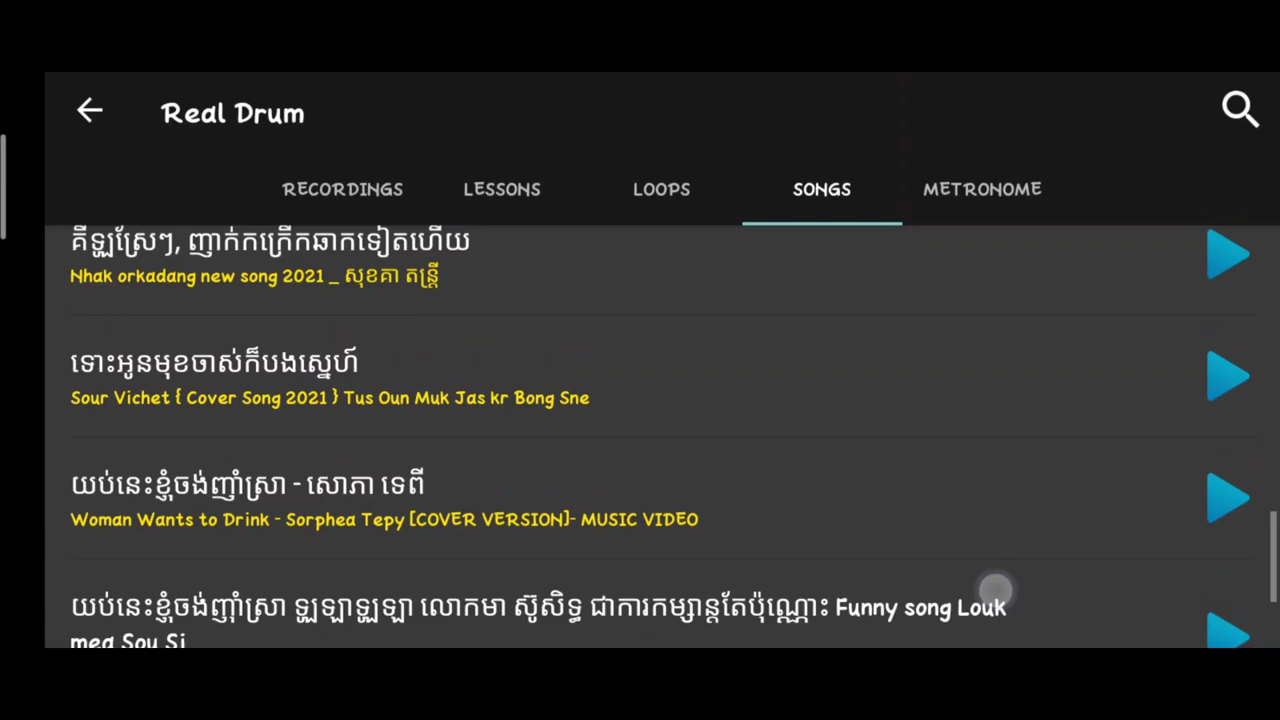 Real Drum
RECORDINGS LESSONS LOOPS SONGS METRONOME
គីឡូស្រែៗ, ញាក់កក្រើកឆាកទៀតហើយ
Nhak orkadang new song 2021 _ សុខគា តន្ត្រី
ទោះអូនមុខចាស់ក៏បងស្នេហ៍
Sour Vichet { Cover Song 2021 } Tus Oun Muk Jas kr Bong Sne
យប់នេះខ្ញុំចង់ញ៉ាំស្រា - សោភា ទេពី
Woman Wants to Drink - Sorphea Tepy [COVER VERSION]- MUSIC VIDEO
យប់នេះខ្ញុំចង់ញ៉ាំស្រា ឡូឡាឡូឡា លោកមា ស៊ូសិទ្ធ ជាការកម្សាន្តតែប៉ុណ្ណោះ Funny song Louk
mea Sou Si